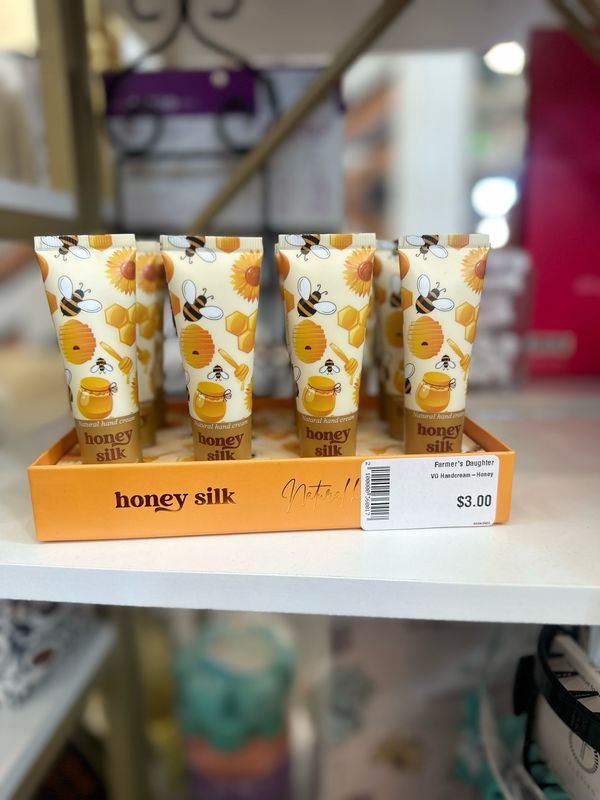 Natural hand cream
honey
silk
Natural hand cream
honey
silk
Natural hand cream
honey
silk
Natural hand cream
honey
silk
honey silk
Farmer's Daughter
VG Handcream – Honey
$3.00